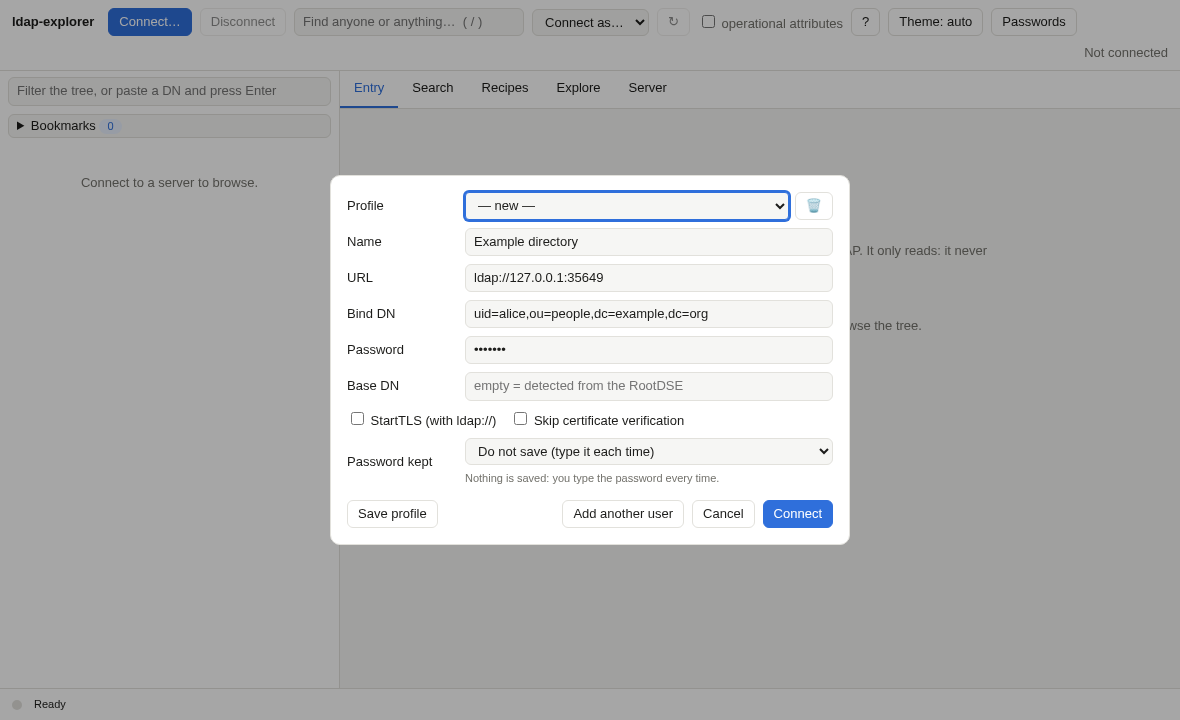 ldap-explorer Connect… Disconnect Find anyone or anything… ( / ) Connect as… ↻ operational attributes ? Theme: auto Passwords
Not connected
Filter the tree, or paste a DN and press Enter
Entry Search Recipes Explore Server
Bookmarks 0
Connect to a server to browse.
Profile — new —
Name Example directory
URL ldap://127.0.0.1:35649
AP. It only reads: it never
Bind DN uid=alice,ou=people,dc=example,dc=org
wse the tree.
Password •••••••
Base DN empty = detected from the RootDSE
StartTLS (with ldap://) Skip certificate verification
Password kept Do not save (type it each time)
Nothing is saved: you type the password every time.
Save profile Add another user Cancel Connect
Ready